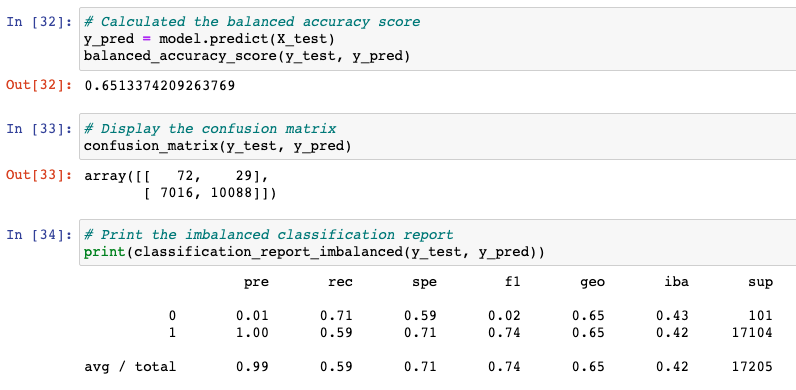 In [32]: # Calculated the balanced accuracy score
y_pred = model.predict(X_test)
balanced_accuracy_score(y_test, y_pred)
Out[32]: 0.6513374209263769
In [33]: # Display the confusion matrix
confusion_matrix(y_test, y_pred)
Out[33]: array([[   72,    29],
       [ 7016, 10088]])
In [34]: # Print the imbalanced classification report
print(classification_report_imbalanced(y_test, y_pred))
                   pre       rec       spe        f1       geo       iba       sup
          0       0.01      0.71      0.59      0.02      0.65      0.43       101
          1       1.00      0.59      0.71      0.74      0.65      0.42     17104
avg / total       0.99      0.59      0.71      0.74      0.65      0.42     17205